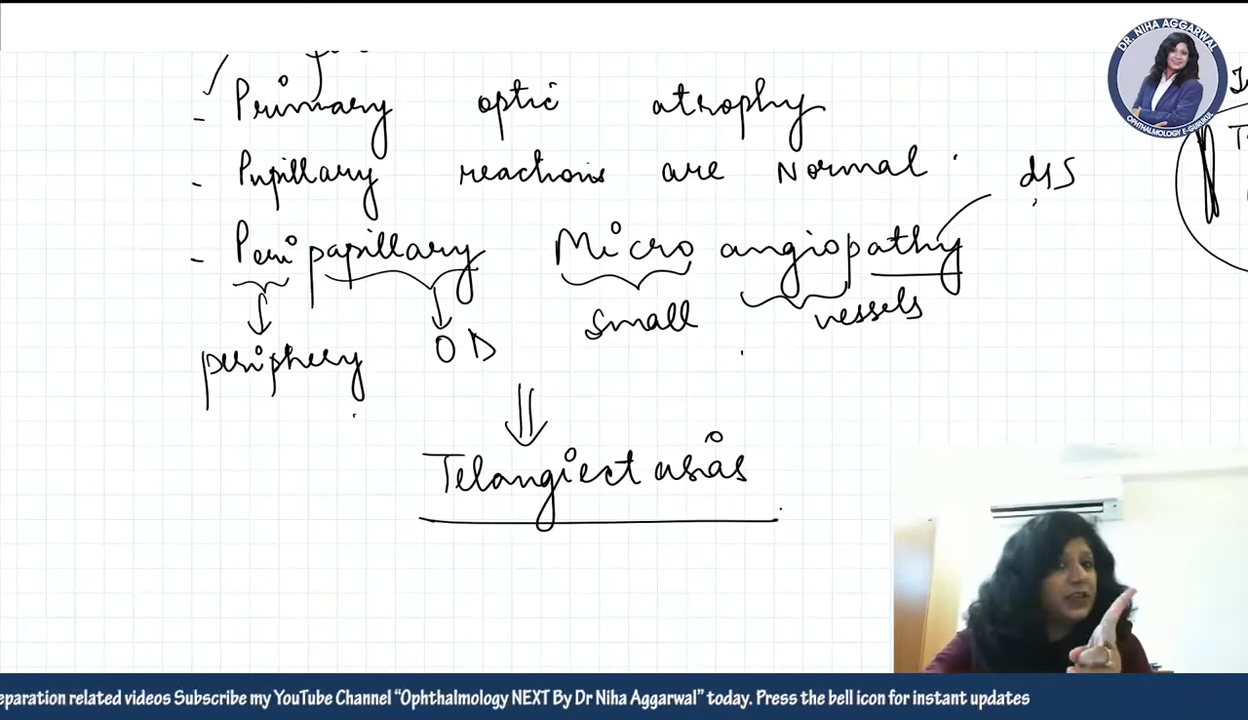 - Primary optic atrophy
- Pupillary reactions are Normal.
dis
- Peripapillary Micro angiopathy
small vessels
periphery OD
Telangiectasias
DR. NIHA AGGARWAL
OPHTHALMOLOGY E-GURUKUL
eparation related videos Subscribe my YouTube Channel “Ophthalmology NEXT By Dr Niha Aggarwal” today. Press the bell icon for instant updates